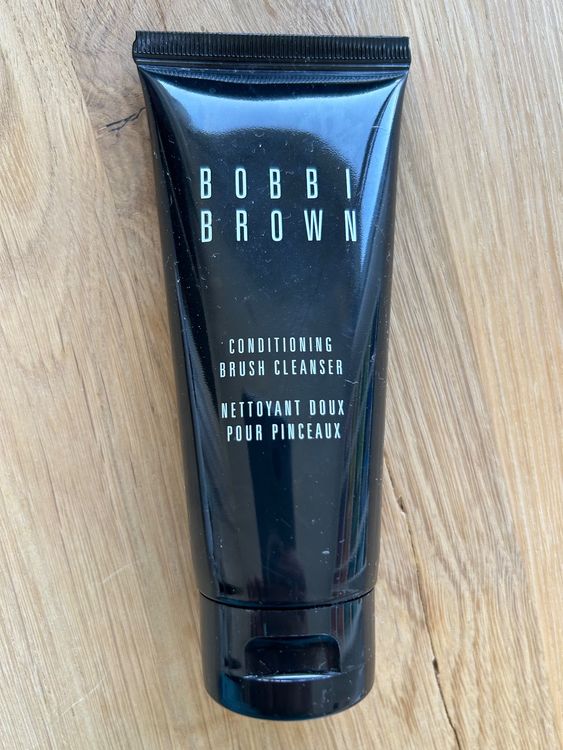 BOBBI
BROWN
CONDITIONING
BRUSH CLEANSER
NETTOYANT DOUX
POUR PINCEAUX